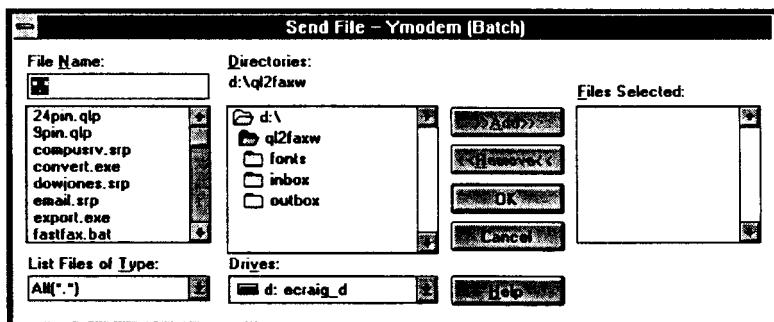 Send File – Ymodem (Batch)
File Name:
*.*
24pin.qlp
9pin.qlp
compusrv.srp
convert.exe
dowjones.srp
email.srp
export.exe
fastfax.bat
List Files of Type:
All(*.*)
Directories:
d:\ql2faxw
d:\
ql2faxw
fonts
inbox
outbox
Drives:
d: ecraig_d
>>Add>>
<<Remove<<
OK
Cancel
Help
Files Selected: